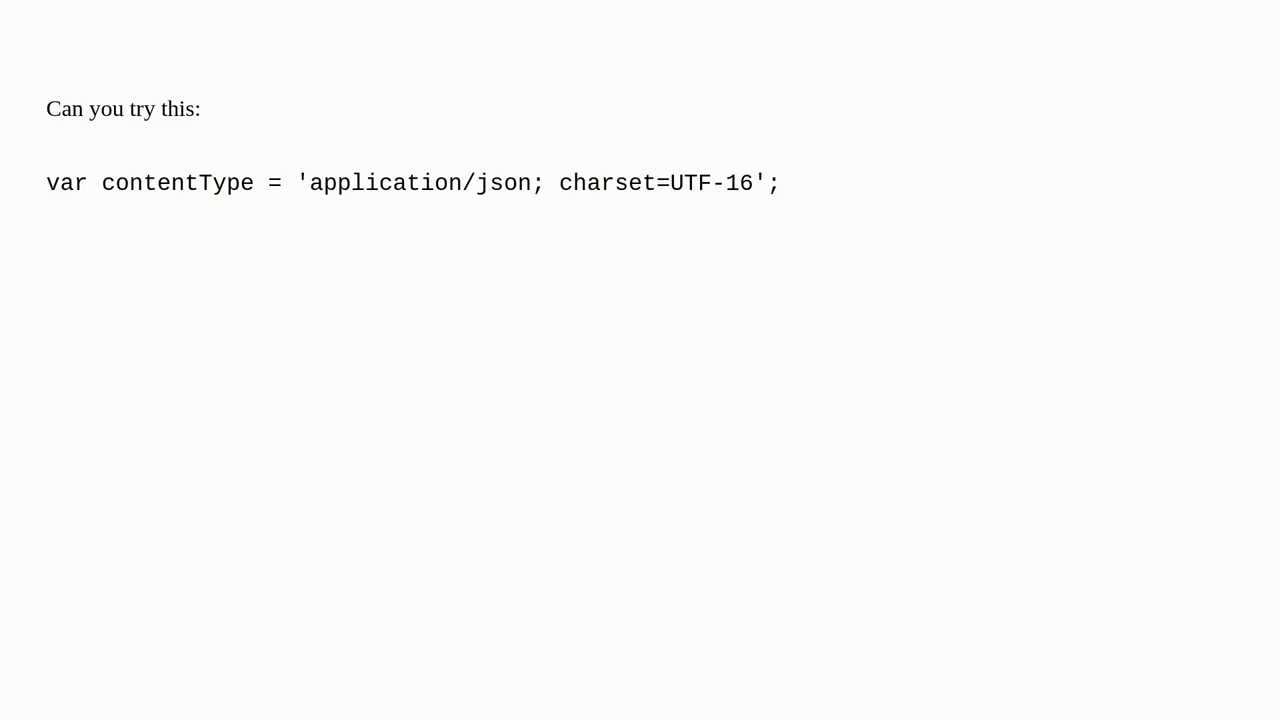 Can you try this:
var contentType = 'application/json; charset=UTF-16';